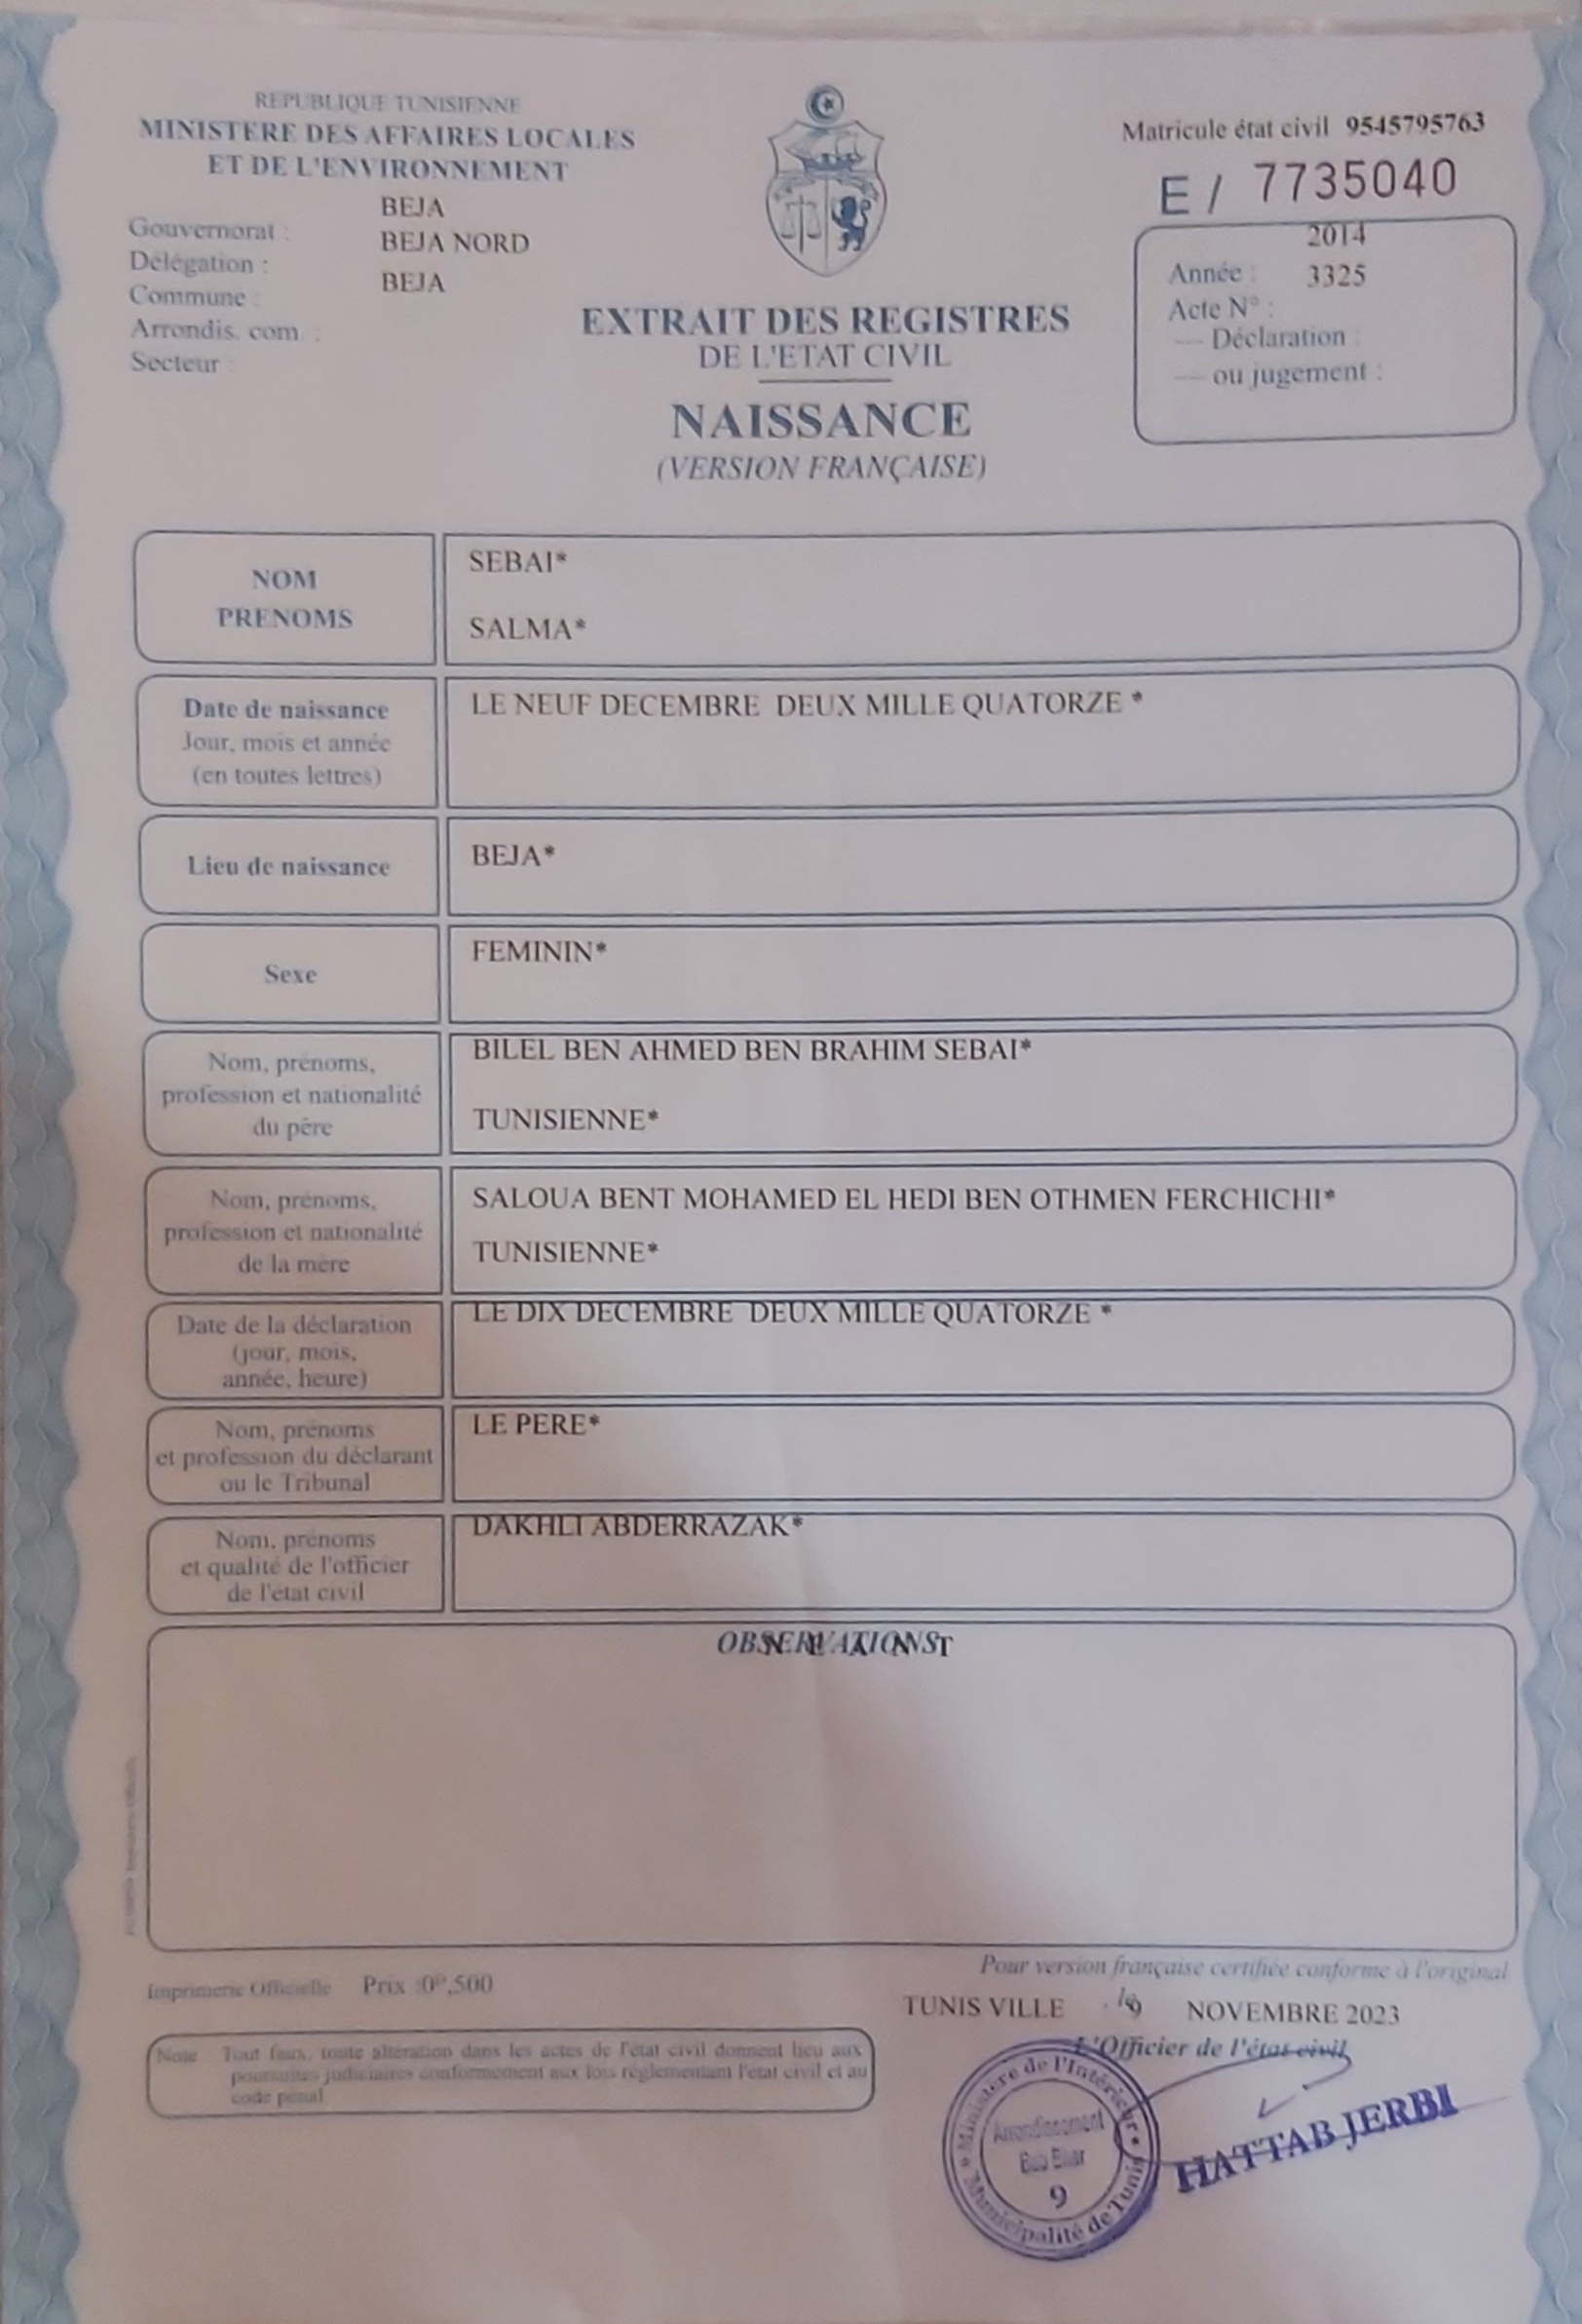 REPUBLIQUE TUNISIENNE
MINISTERE DES AFFAIRES LOCALES
ET DE L'ENVIRONNEMENT
Gouvernorat : BEJA
Délégation : BEJA NORD
Commune : BEJA
Arrondis. com. :
Secteur :
Matricule état civil 9545795763
E / 7735040
2014
Année : 3325
Acte N° :
— Déclaration :
— ou jugement :
EXTRAIT DES REGISTRES
DE L'ETAT CIVIL
NAISSANCE
(VERSION FRANÇAISE)
NOM
PRENOMS
SEBAI*
SALMA*
Date de naissance
Jour, mois et année
(en toutes lettres)
LE NEUF DECEMBRE DEUX MILLE QUATORZE *
Lieu de naissance
BEJA*
Sexe
FEMININ*
Nom, prénoms,
profession et nationalité
du père
BILEL BEN AHMED BEN BRAHIM SEBAI*
TUNISIENNE*
Nom, prénoms,
profession et nationalité
de la mère
SALOUA BENT MOHAMED EL HEDI BEN OTHMEN FERCHICHI*
TUNISIENNE*
Date de la déclaration
(jour, mois,
année, heure)
LE DIX DECEMBRE DEUX MILLE QUATORZE *
Nom, prénoms
et profession du déclarant
ou le Tribunal
LE PERE*
Nom, prénoms
et qualité de l'officier
de l'état civil
DAKHLI ABDERRAZAK*
OBSERVATIONS
N E A N T
Imprimerie Officielle Prix :0ᴰ,500
Note Tout faux, toute altération dans les actes de l'état civil donnent lieu aux
poursuites judiciaires conformement aux lois réglementant l'état civil et au
code penal
Pour version française certifiée conforme à l'original
TUNIS VILLE NOVEMBRE 2023
L'Officier de l'état civil
Ministère de l'Intérieur
Municipalité de Tunis
Arrondissement
9
HATTAB JERBI